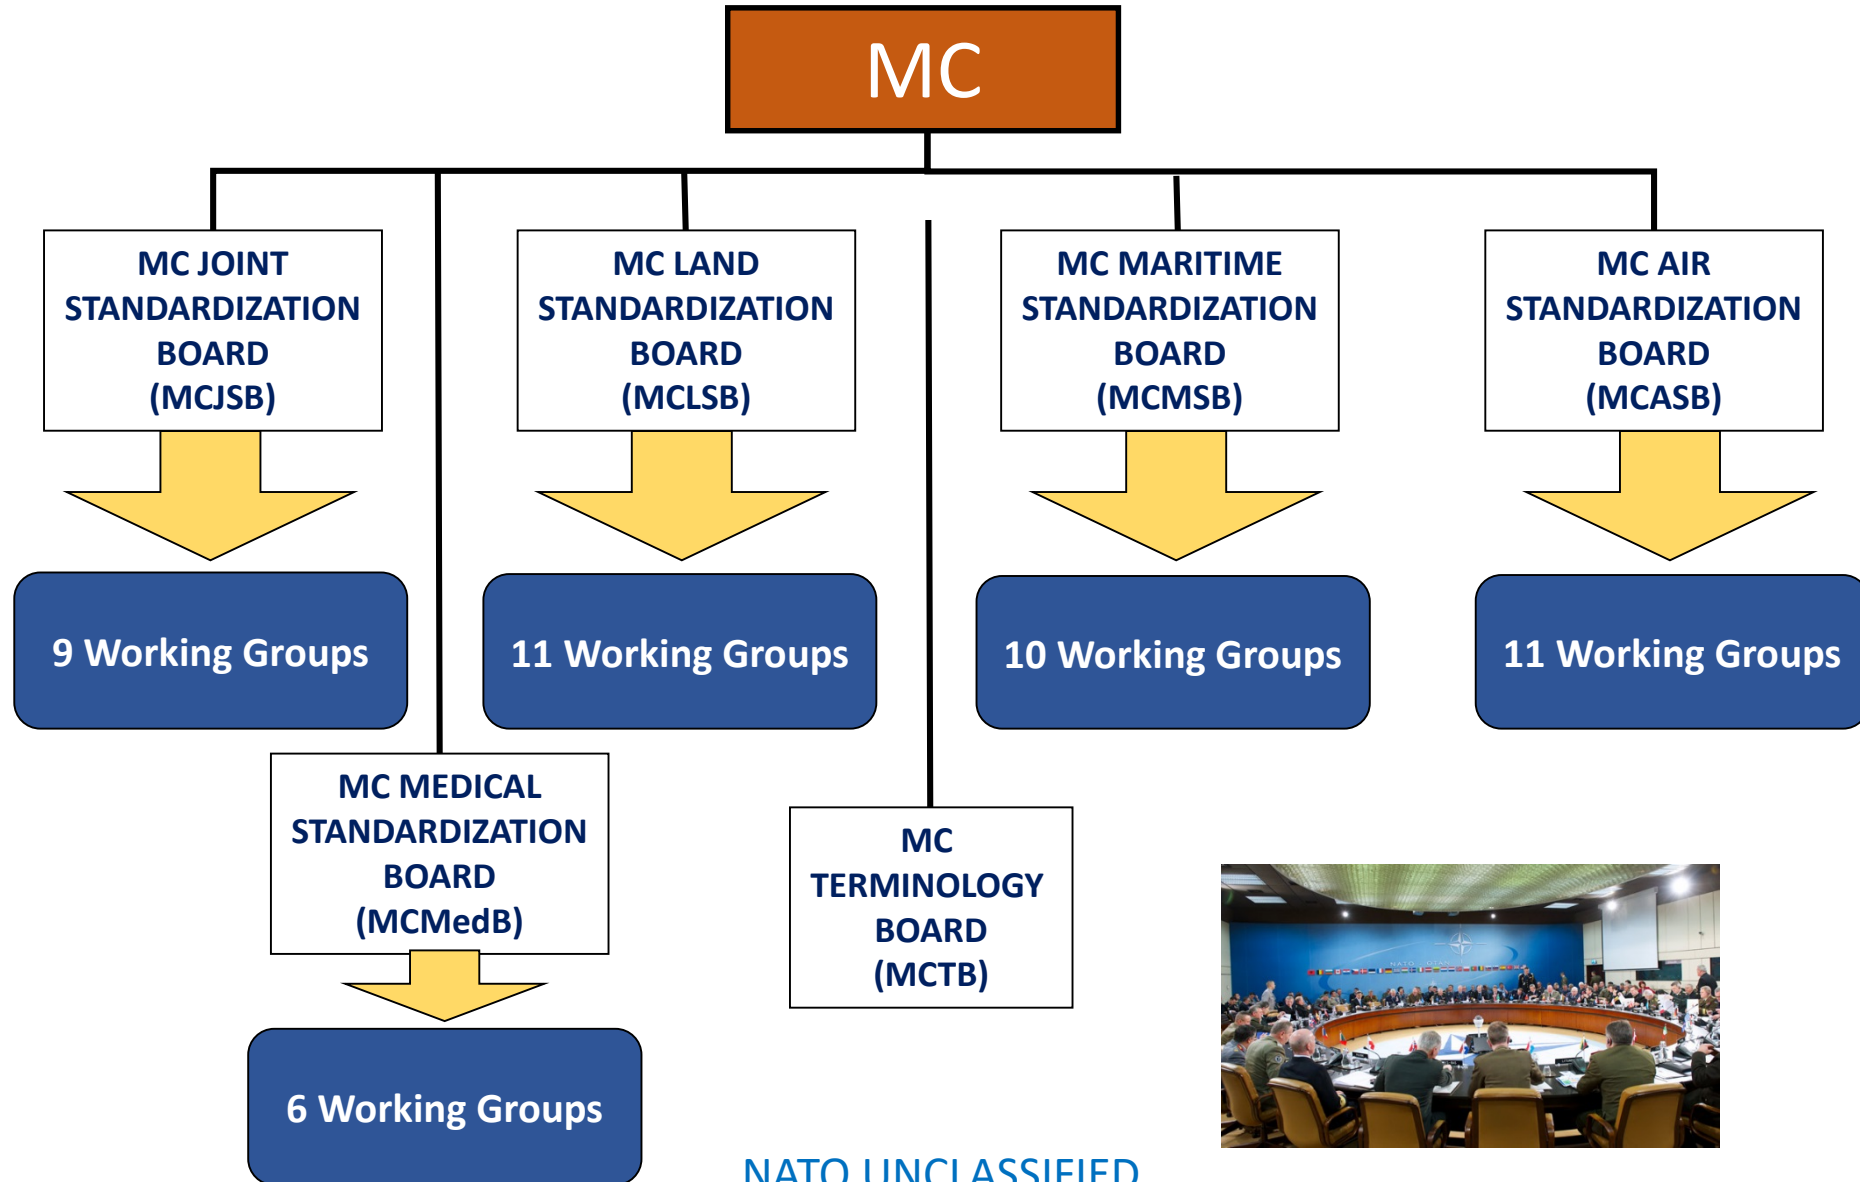 MC
MC JOINT
STANDARDIZATION
BOARD
(MCJSB)
MC LAND
STANDARDIZATION
BOARD
(MCLSB)
MC MARITIME
STANDARDIZATION
BOARD
(MCMSB)
MC AIR
STANDARDIZATION
BOARD
(MCASB)
9 Working Groups
11 Working Groups
10 Working Groups
11 Working Groups
MC MEDICAL
STANDARDIZATION
BOARD
(MCMedB)
MC
TERMINOLOGY
BOARD
(MCTB)
NATO OTAN
6 Working Groups
NATO UNCLASSIFIED